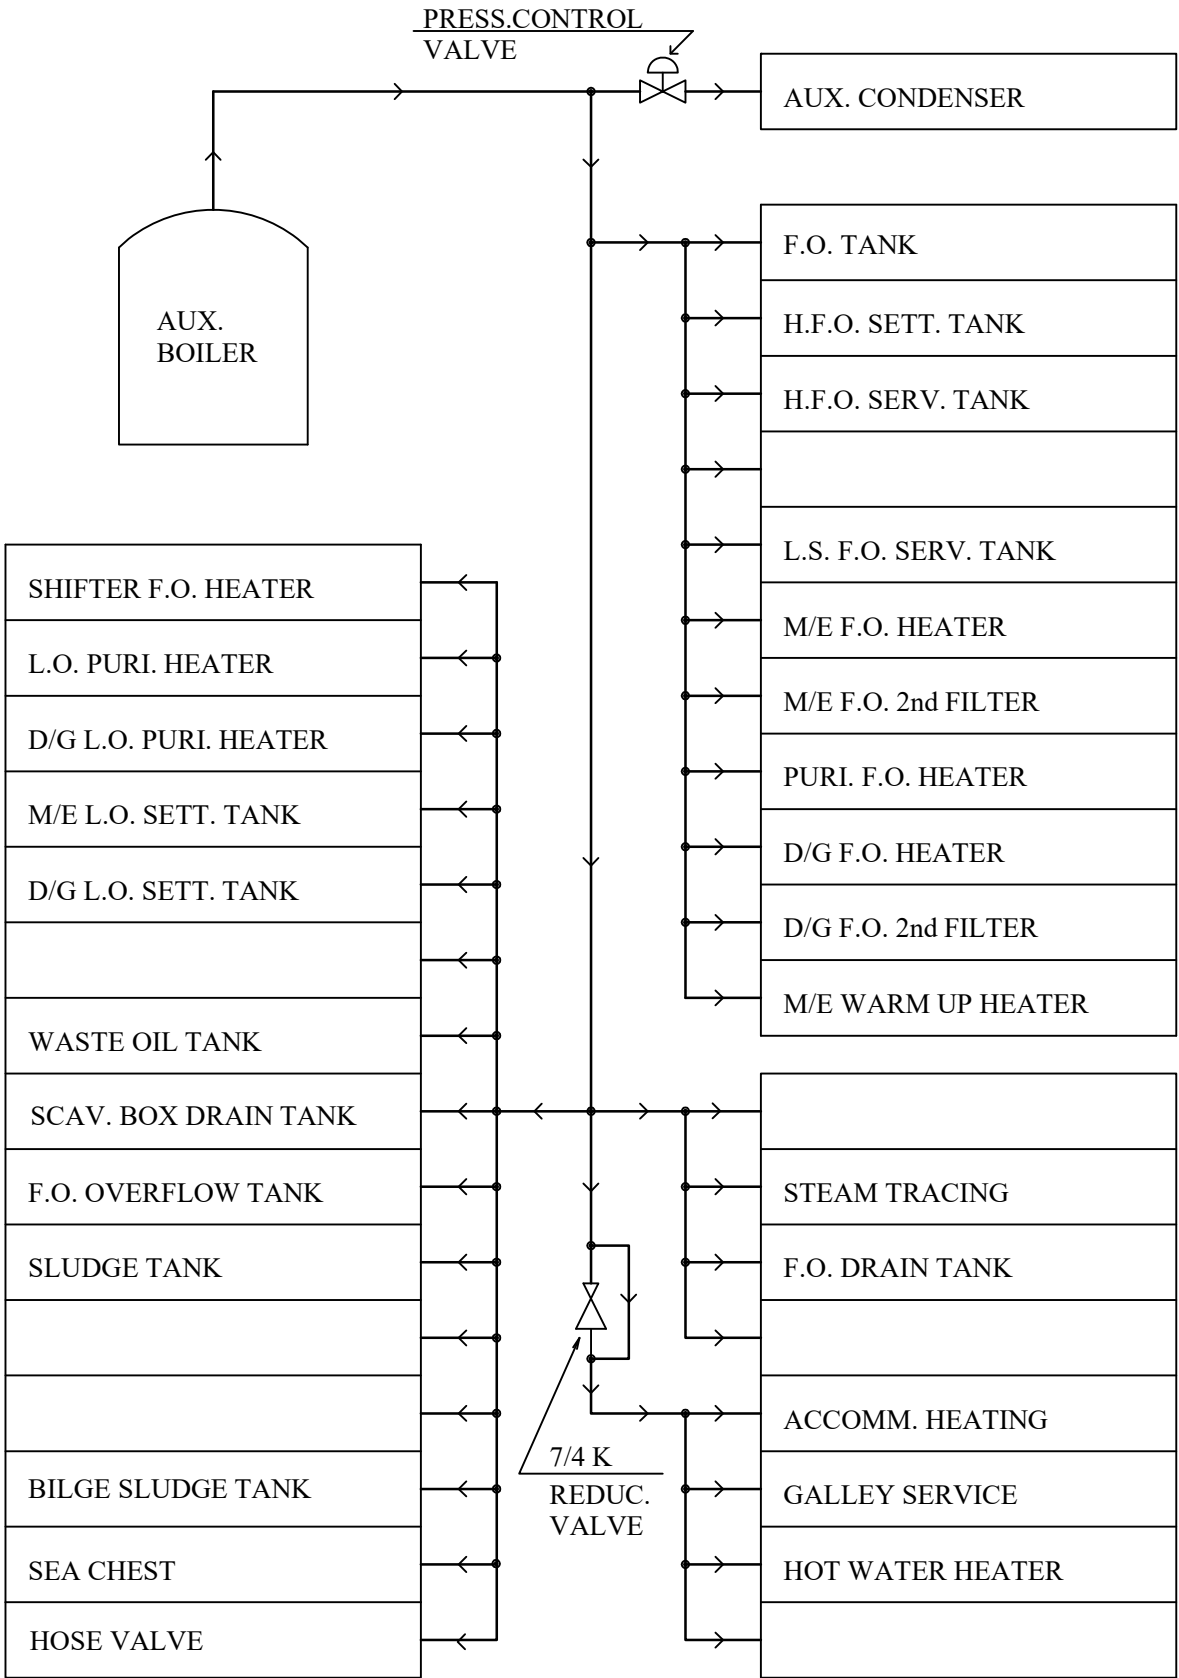 PRESS.CONTROL
VALVE
AUX. CONDENSER
AUX.
BOILER
F.O. TANK
H.F.O. SETT. TANK
H.F.O. SERV. TANK
L.S. F.O. SERV. TANK
M/E F.O. HEATER
M/E F.O. 2nd FILTER
PURI. F.O. HEATER
D/G F.O. HEATER
D/G F.O. 2nd FILTER
M/E WARM UP HEATER
SHIFTER F.O. HEATER
L.O. PURI. HEATER
D/G L.O. PURI. HEATER
M/E L.O. SETT. TANK
D/G L.O. SETT. TANK
WASTE OIL TANK
SCAV. BOX DRAIN TANK
F.O. OVERFLOW TANK
SLUDGE TANK
BILGE SLUDGE TANK
SEA CHEST
HOSE VALVE
7/4 K
REDUC.
VALVE
STEAM TRACING
F.O. DRAIN TANK
ACCOMM. HEATING
GALLEY SERVICE
HOT WATER HEATER